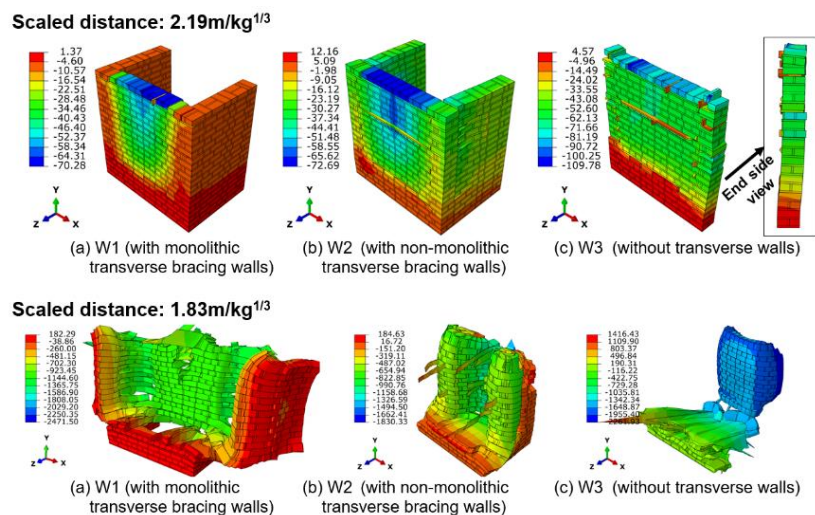 Scaled distance: 2.19m/kg1/3
1.37
-4.60
-10.57
-16.54
-22.51
-28.48
-34.46
-40.43
-46.40
-52.37
-58.34
-64.31
-70.28
Y
Z
X
(a) W1 (with monolithic
transverse bracing walls)
12.16
5.09
-1.98
-9.05
-16.12
-23.19
-30.27
-37.34
-44.41
-51.48
-58.55
-65.62
-72.69
Y
Z
X
(b) W2 (with non-monolithic
transverse bracing walls)
4.57
-4.96
-14.49
-24.02
-33.55
-43.08
-52.60
-62.13
-71.66
-81.19
-90.72
-100.25
-109.78
Y
Z
X
End side
view
(c) W3 (without transverse walls)
Scaled distance: 1.83m/kg1/3
182.29
-38.86
-260.00
-481.15
-702.30
-923.45
-1144.60
-1365.75
-1586.90
-1808.05
-2029.20
-2250.35
-2471.50
Y
Z
X
(a) W1 (with monolithic
transverse bracing walls)
184.63
16.72
-151.20
-319.11
-487.02
-654.94
-822.85
-990.76
-1158.68
-1326.59
-1494.50
-1662.41
-1830.33
Y
Z
X
(b) W2 (with non-monolithic
transverse bracing walls)
1416.43
1109.90
803.37
496.84
190.31
-116.22
-422.75
-729.28
-1035.81
-1342.34
-1648.87
-1955.40
Y
Z
X
(c) W3 (without transverse walls)